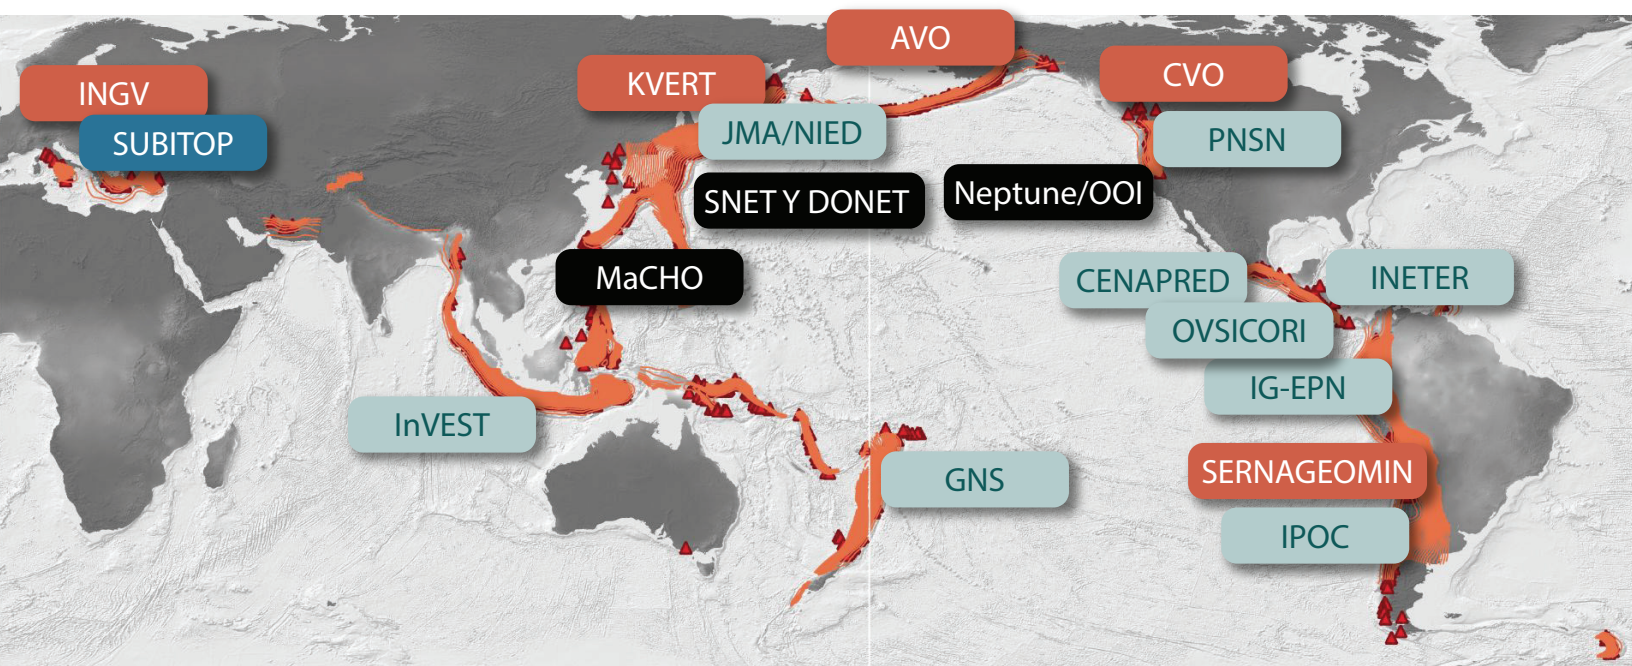 AVO
INGV
KVERT
CVO
SUBITOP
JMA/NIED
PNSN
SNET Y DONET
Neptune/OOI
MaCHO
CENAPRED
INETER
OVSICORI
IG-EPN
InVEST
SERNAGEOMIN
GNS
IPOC